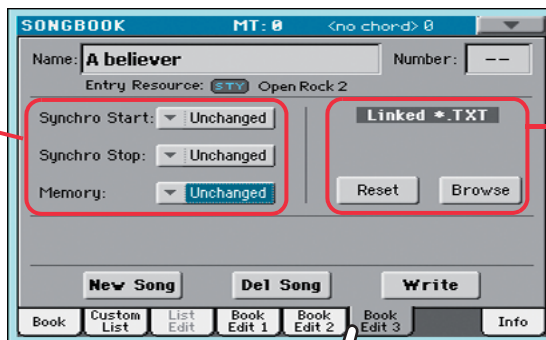 SONGBOOK MT: 0 <no chord> 0
Name: A believer Number: --
Entry Resource: STY Open Rock 2
Synchro Start: Unchanged Linked *.TXT
Synchro Stop: Unchanged
Memory: Unchanged Reset Browse
New Song Del Song Write
Book Custom List List Edit Book Edit 1 Book Edit 2 Book Edit 3 Info